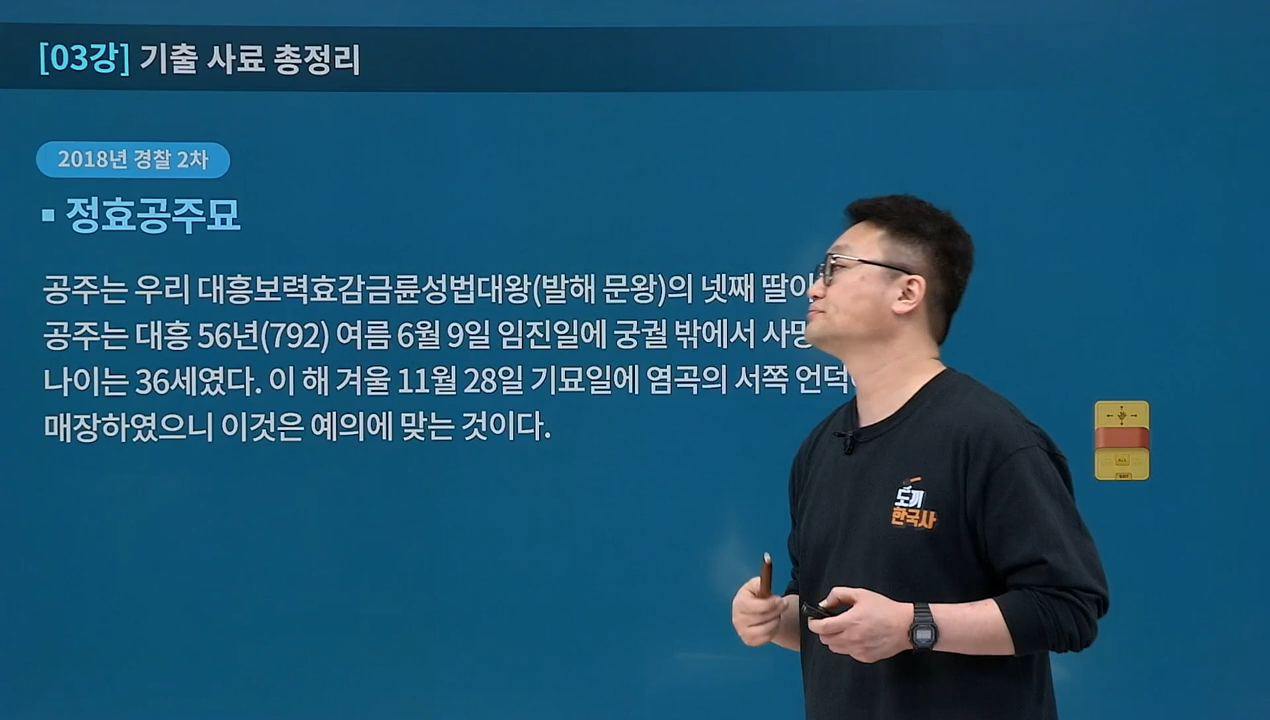 [03강] 기출 사료 총정리
2018년 경찰 2차
▪ 정효공주묘
공주는 우리 대흥보력효감금륜성법대왕(발해 문왕)의 넷째 딸이
공주는 대흥 56년(792) 여름 6월 9일 임진일에 궁궐 밖에서 사망
나이는 36세였다. 이 해 겨울 11월 28일 기묘일에 염곡의 서쪽 언덕
매장하였으니 이것은 예의에 맞는 것이다.
도끼
한국사
ALL